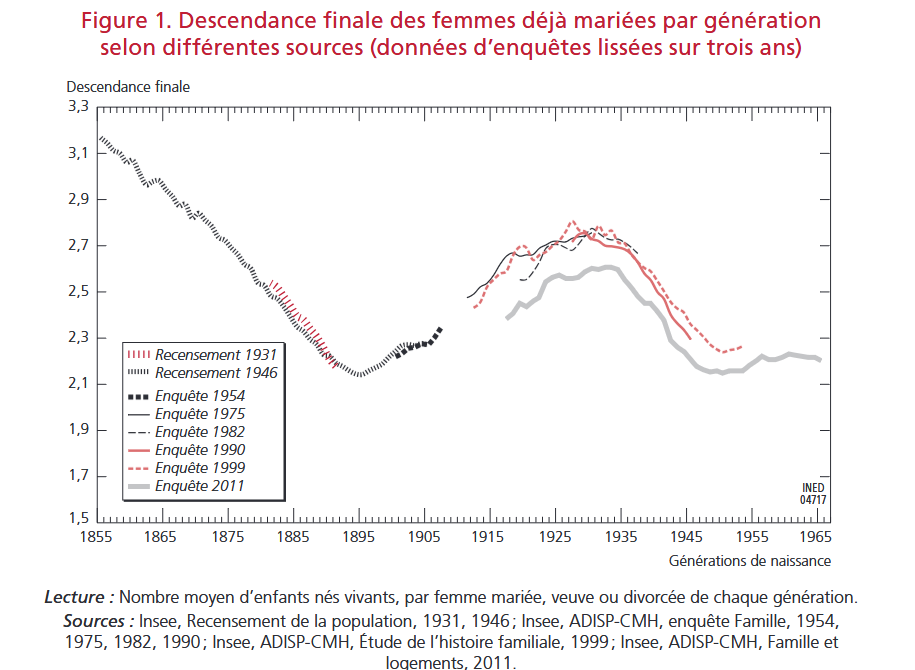 Figure 1. Descendance finale des femmes déjà mariées par génération
selon différentes sources (données d’enquêtes lissées sur trois ans)
Descendance finale
3,3
3,1
2,9
2,7
2,5
2,3
2,1
1,9
1,7
1,5
Recensement 1931
Recensement 1946
Enquête 1954
Enquête 1975
Enquête 1982
Enquête 1990
Enquête 1999
Enquête 2011
INED
04717
1855 1865 1875 1885 1895 1905 1915 1925 1935 1945 1955 1965
Générations de naissance
Lecture : Nombre moyen d’enfants nés vivants, par femme mariée, veuve ou divorcée de chaque génération.
Sources : Insee, Recensement de la population, 1931, 1946 ; Insee, ADISP-CMH, enquête Famille, 1954,
1975, 1982, 1990 ; Insee, ADISP-CMH, Étude de l’histoire familiale, 1999 ; Insee, ADISP-CMH, Famille et
logements, 2011.